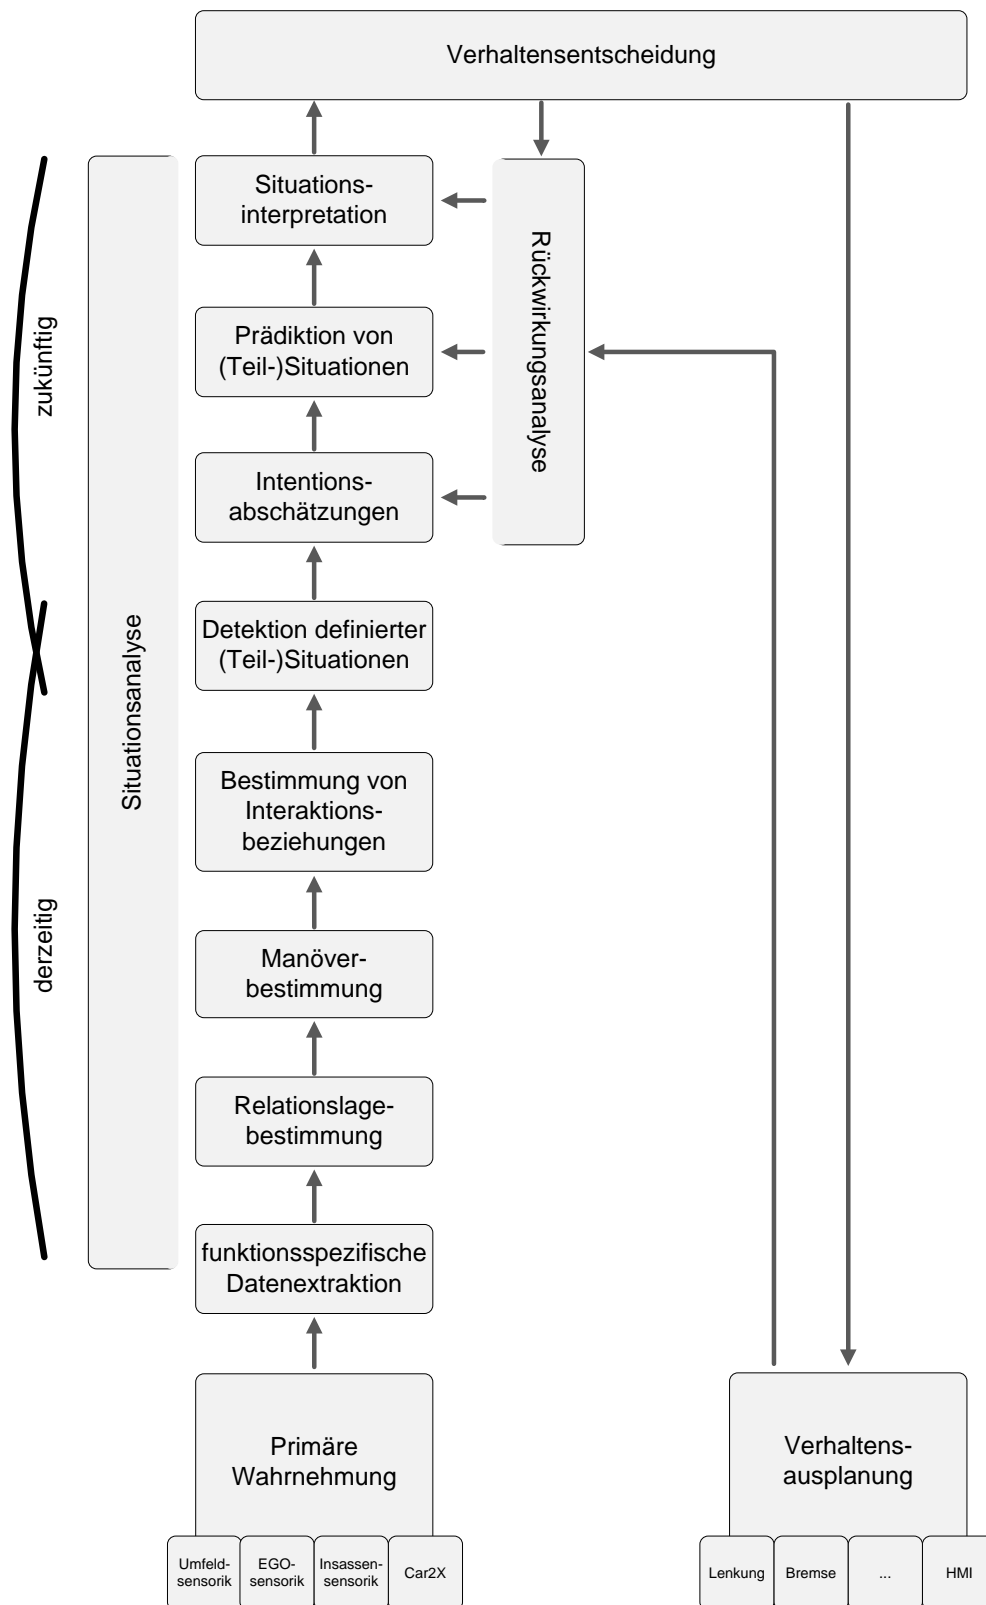 Verhaltensentscheidung
Situations-
interpretation
Rückwirkungsanalyse
zukünftig
Prädiktion von
(Teil-)Situationen
Intentions-
abschätzungen
Situationsanalyse
Detektion definierter
(Teil-)Situationen
Bestimmung von
Interaktions-
beziehungen
derzeitig
Manöver-
bestimmung
Relationslage-
bestimmung
funktionsspezifische
Datenextraktion
Primäre
Wahrnehmung
Verhaltens-
ausplanung
Umfeld-
sensorik
EGO-
sensorik
Insassen-
sensorik
Car2X
Lenkung
Bremse
...
HMI